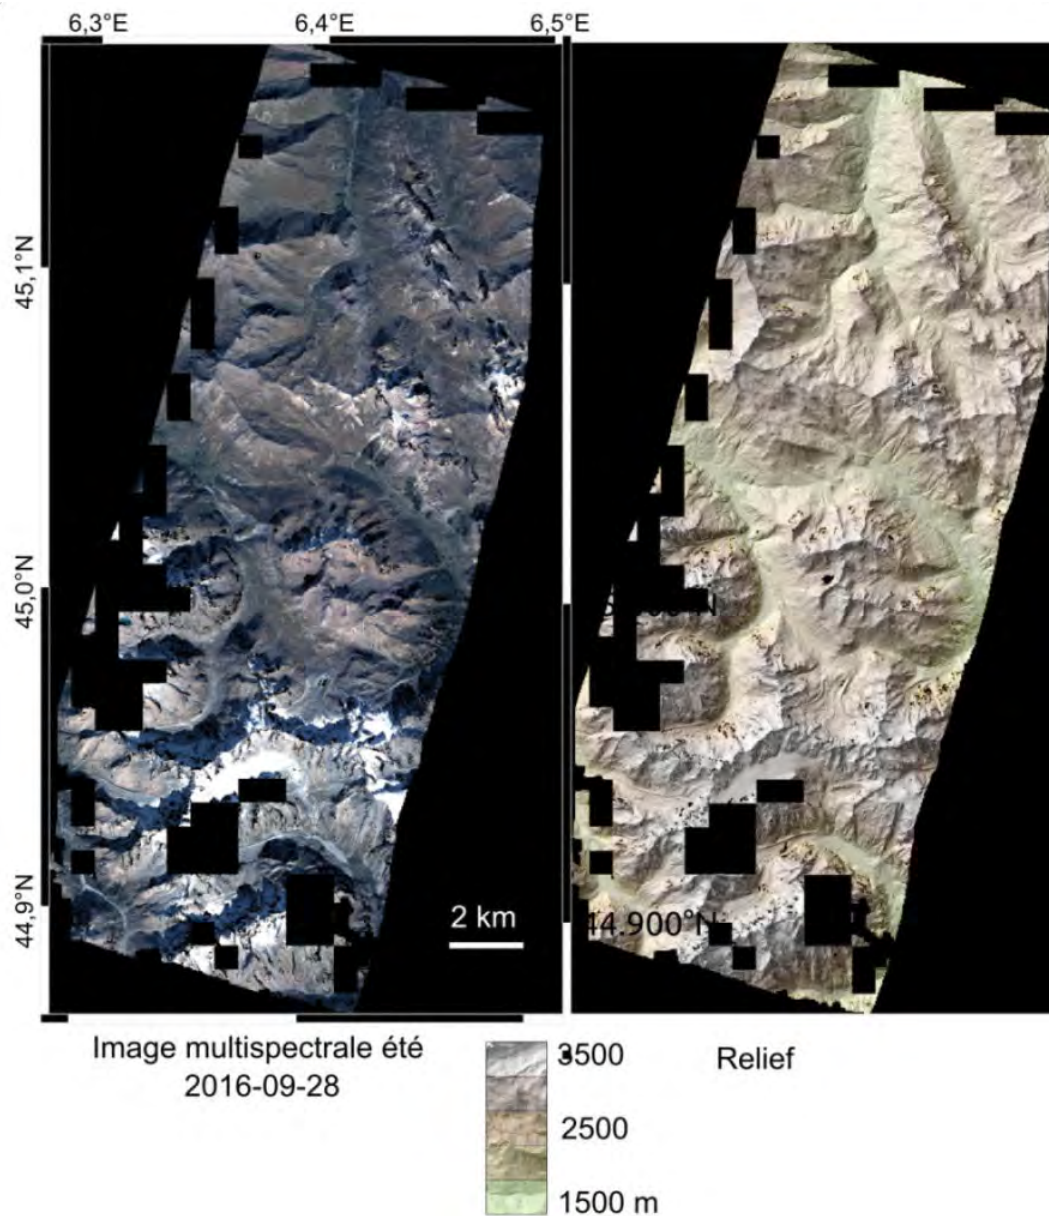 6,3°E
6,4°E
6,5°E
45,1°N
45,0°N
44,9°N
44.900°N
2 km
Image multispectrale été
2016-09-28
Relief
3500
2500
1500 m